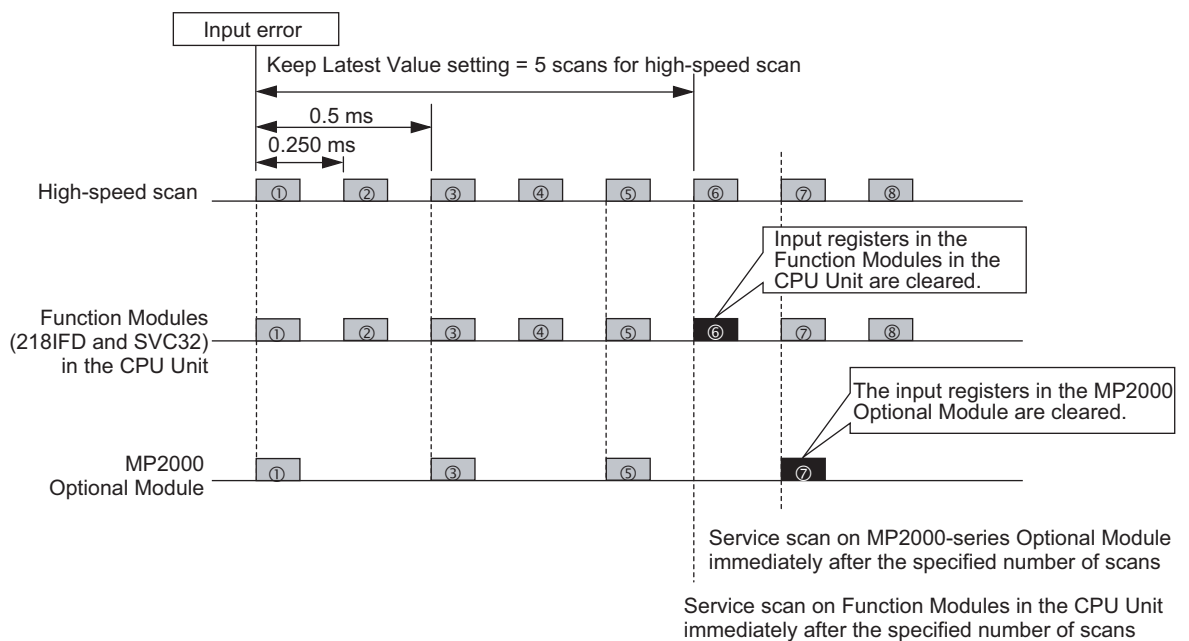 Input error
Keep Latest Value setting = 5 scans for high-speed scan
0.5 ms
0.250 ms
High-speed scan
① ② ③ ④ ⑤ ⑥ ⑦ ⑧
Input registers in the
Function Modules in the
CPU Unit are cleared.
Function Modules
(218IFD and SVC32)
in the CPU Unit
① ② ③ ④ ⑤ ⑥ ⑦ ⑧
The input registers in the MP2000
Optional Module are cleared.
MP2000
Optional Module
① ③ ⑤ ⑦
Service scan on MP2000-series Optional Module
immediately after the specified number of scans
Service scan on Function Modules in the CPU Unit
immediately after the specified number of scans